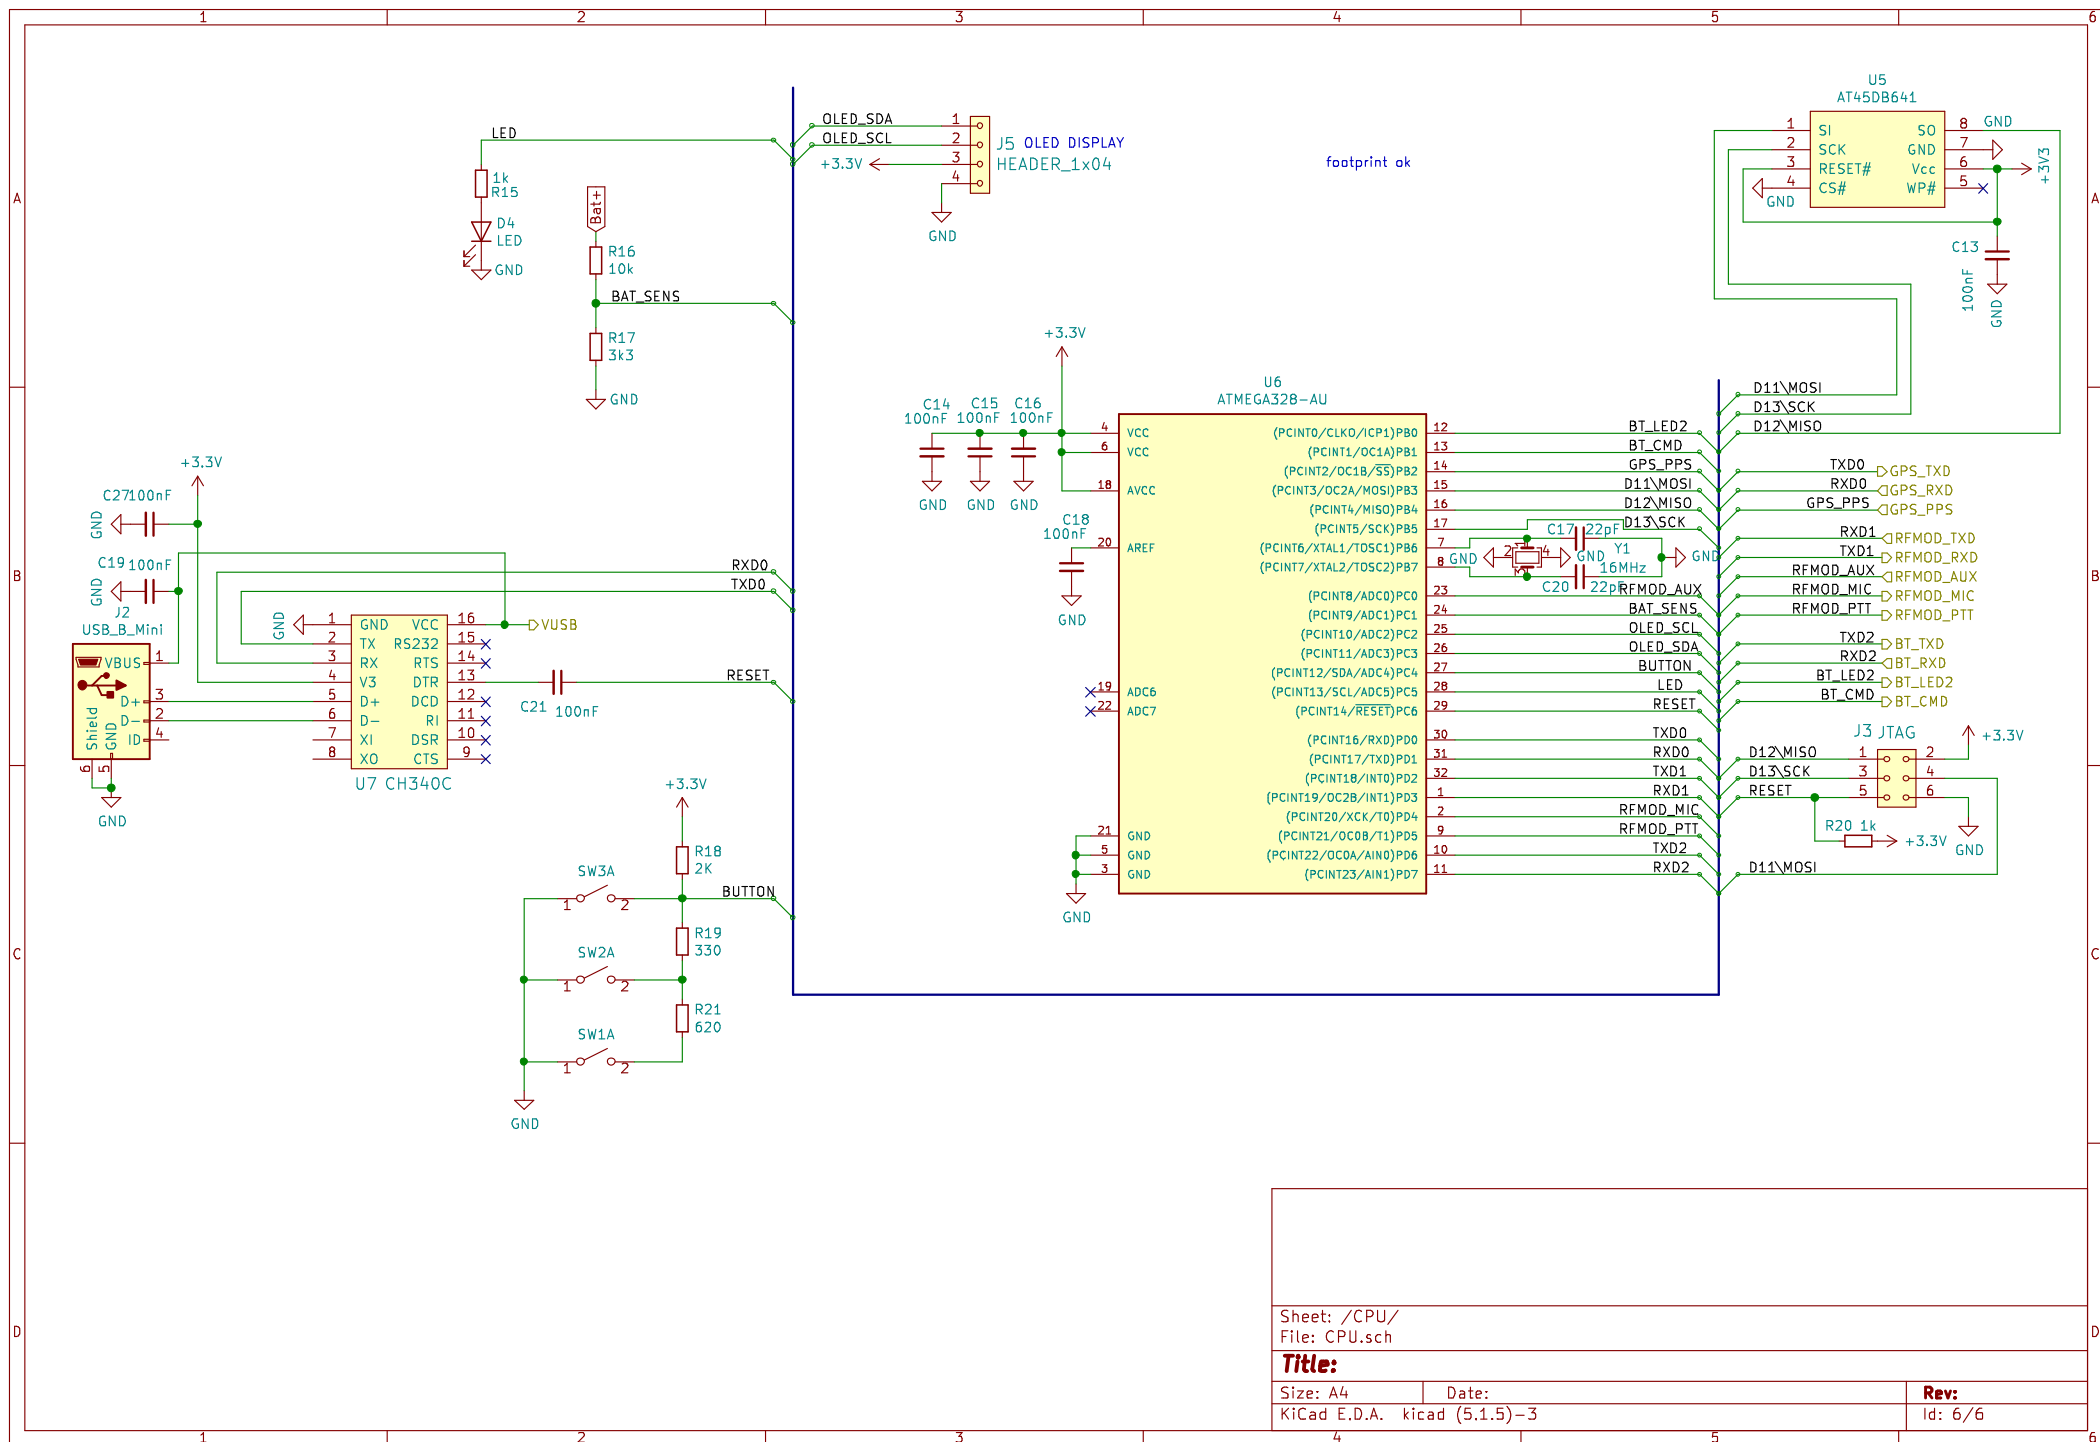 1 2 3 4 5 6
A
B
C
D
A
B
C
D
1 2 3 4 5 6
LED
1k
R15
D4
LED
GND
Bat+
R16
10k
BAT_SENS
R17
3k3
GND
OLED_SDA
OLED_SCL
+3.3V
1
2
3
4
J5 OLED DISPLAY
HEADER_1x04
GND
footprint ok
U5
AT45DB641
1 SI SO 8 GND
2 SCK GND 7
3 RESET# Vcc 6 +3V3
4 CS# WP# 5
GND
C13
100nF
GND
+3.3V
C14
100nF
C15
100nF
C16
100nF
GND GND GND
C18
100nF
GND
U6
ATMEGA328-AU
4 VCC
6 VCC
18 AVCC
20 AREF
19 ADC6
22 ADC7
21 GND
5 GND
3 GND
GND
(PCINT0/CLKO/ICP1)PB0 12 BT_LED2
(PCINT1/OC1A)PB1 13 BT_CMD
(PCINT2/OC1B/SS)PB2 14 GPS_PPS
(PCINT3/OC2A/MOSI)PB3 15 D11\MOSI
(PCINT4/MISO)PB4 16 D12\MISO
(PCINT5/SCK)PB5 17 D13\SCK
(PCINT6/XTAL1/TOSC1)PB6 7
(PCINT7/XTAL2/TOSC2)PB7 8
(PCINT8/ADC0)PC0 23 RFMOD_AUX
(PCINT9/ADC1)PC1 24 BAT_SENS
(PCINT10/ADC2)PC2 25 OLED_SCL
(PCINT11/ADC3)PC3 26 OLED_SDA
(PCINT12/SDA/ADC4)PC4 27 BUTTON
(PCINT13/SCL/ADC5)PC5 28 LED
(PCINT14/RESET)PC6 29 RESET
(PCINT16/RXD)PD0 30 TXD0
(PCINT17/TXD)PD1 31 RXD0
(PCINT18/INT0)PD2 32 TXD1
(PCINT19/OC2B/INT1)PD3 1 RXD1
(PCINT20/XCK/T0)PD4 2 RFMOD_MIC
(PCINT21/OC0B/T1)PD5 9 RFMOD_PTT
(PCINT22/OC0A/AIN0)PD6 10 TXD2
(PCINT23/AIN1)PD7 11 RXD2
C17 22pF
GND 2 1 4 3 GND Y1 GND
16MHz
C20 22pF
D11\MOSI
D13\SCK
D12\MISO
TXD0 GPS_TXD
RXD0 GPS_RXD
GPS_PPS GPS_PPS
RXD1 RFMOD_TXD
TXD1 RFMOD_RXD
RFMOD_AUX RFMOD_AUX
RFMOD_MIC RFMOD_MIC
RFMOD_PTT RFMOD_PTT
TXD2 BT_TXD
RXD2 BT_RXD
BT_LED2 BT_LED2
BT_CMD BT_CMD
J3 JTAG
+3.3V
D12\MISO 1 2
D13\SCK 3 4
RESET 5 6
R20 1k +3.3V
GND
D11\MOSI
+3.3V
C27 100nF
GND
C19 100nF
GND
J2
USB_B_Mini
VBUS 1
D+ 3
D- 2
ID 4
Shield
GND
6 5
GND
RXD0
TXD0
GND
1 GND VCC 16 VUSB
2 TX RS232 15
3 RX RTS 14
4 V3 DTR 13
5 D+ DCD 12
6 D- RI 11
7 XI DSR 10
8 XO CTS 9
U7 CH340C
C21 100nF
RESET
+3.3V
R18
2K
SW3A
1 2
BUTTON
R19
330
SW2A
1 2
R21
620
SW1A
1 2
GND
Sheet: /CPU/
File: CPU.sch
Title:
Size: A4 Date: Rev:
KiCad E.D.A. kicad (5.1.5)-3 Id: 6/6